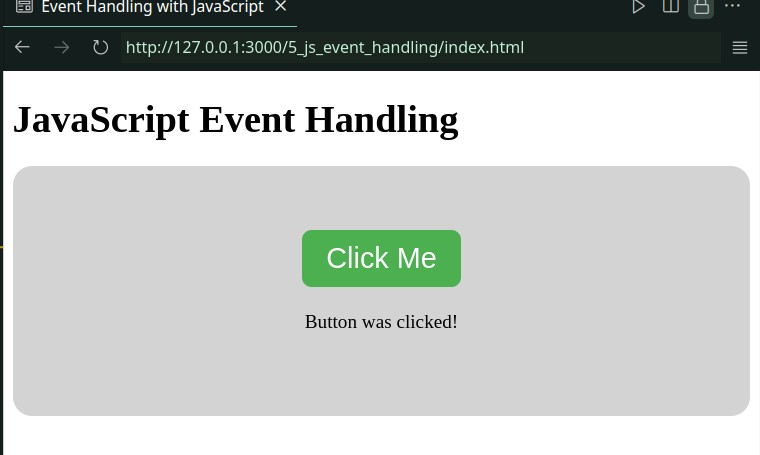 Event Handling with JavaScript
http://127.0.0.1:3000/5_js_event_handling/index.html
JavaScript Event Handling
Click Me
Button was clicked!